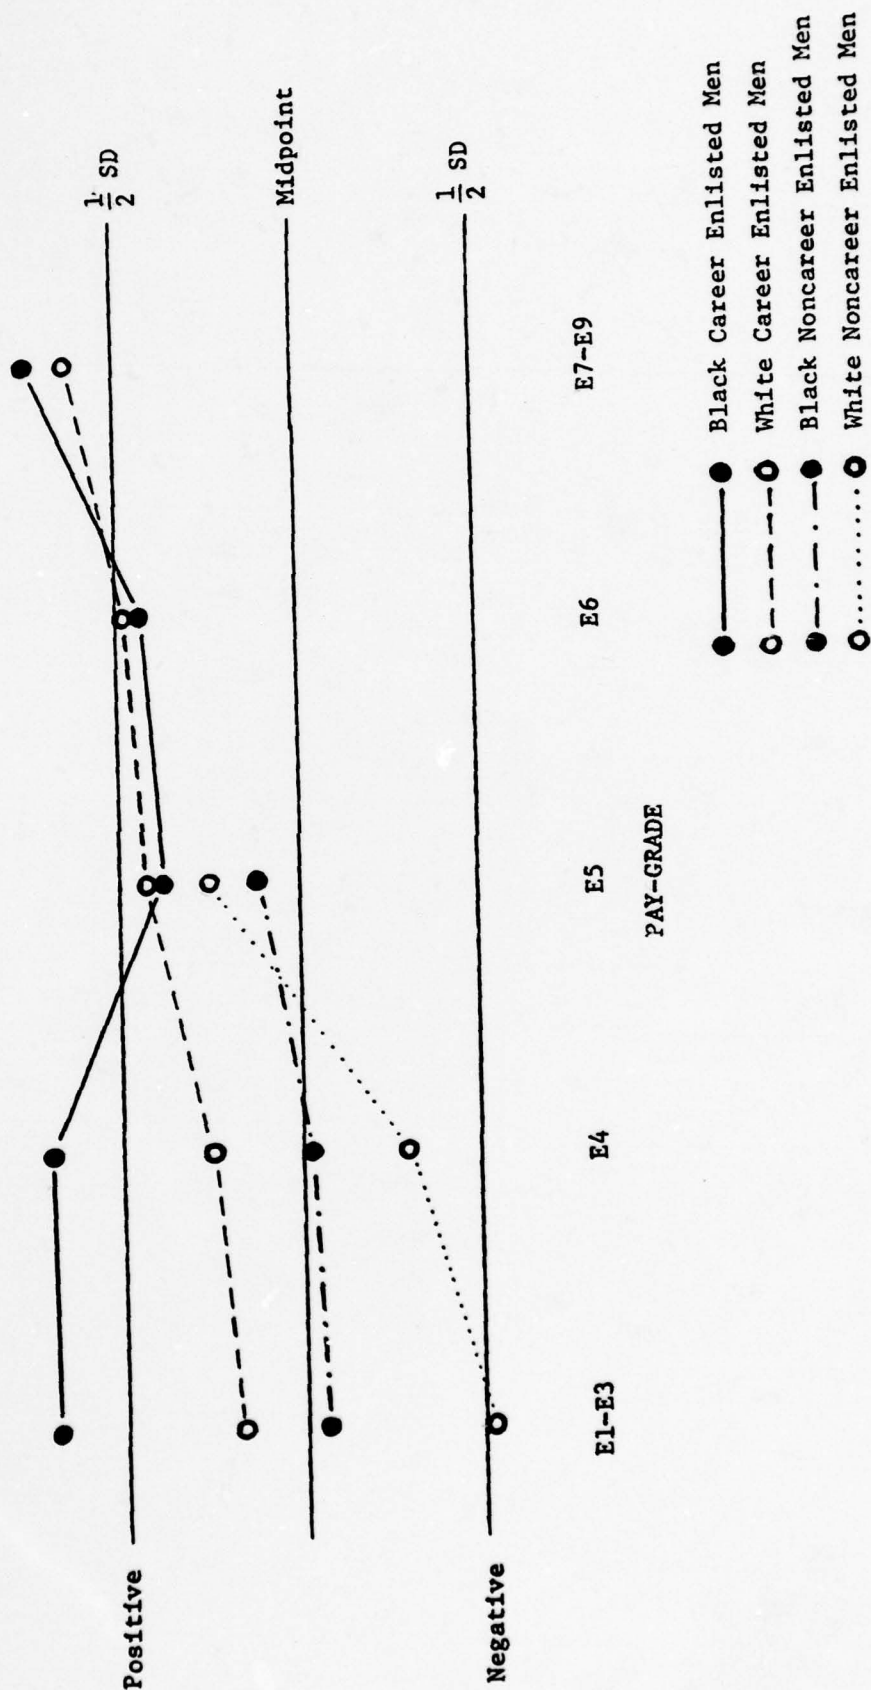 Positive
1/2 SD
Midpoint
Negative
1/2 SD
E1-E3
E4
E5
E6
E7-E9
PAY-GRADE
Black Career Enlisted Men
White Career Enlisted Men
Black Noncareer Enlisted Men
White Noncareer Enlisted Men